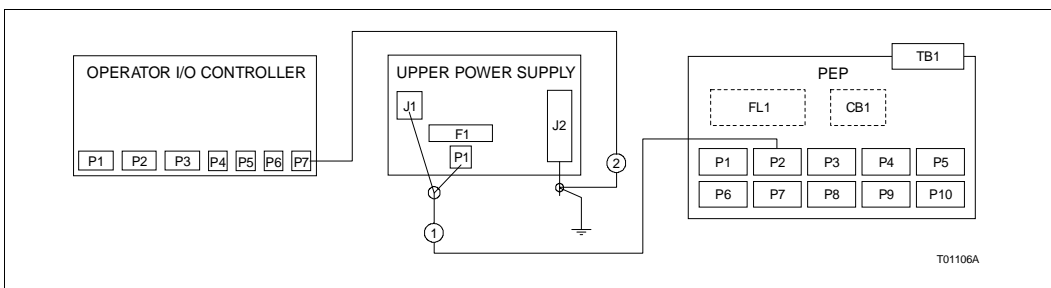 OPERATOR I/O CONTROLLER
P1 P2 P3 P4 P5 P6 P7
UPPER POWER SUPPLY
J1
F1
P1
J2
2
1
TB1
PEP
FL1 CB1
P1 P2 P3 P4 P5
P6 P7 P8 P9 P10
T01106A